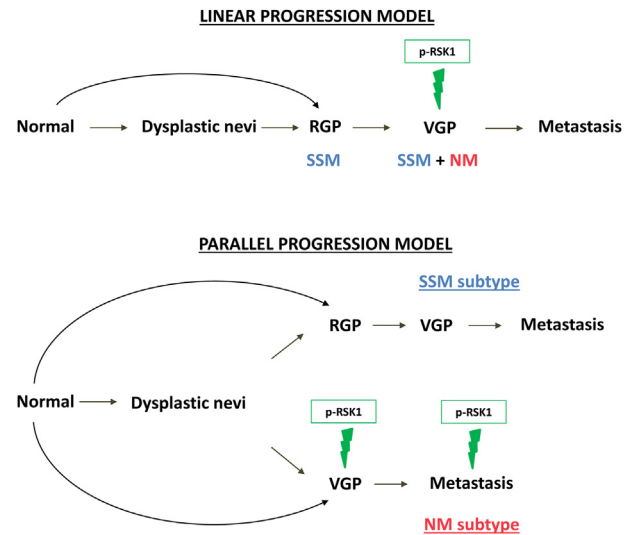 LINEAR PROGRESSION MODEL
p-RSK1
Normal Dysplastic nevi RGP VGP Metastasis
SSM SSM + NM
PARALLEL PROGRESSION MODEL
SSM subtype
RGP VGP Metastasis
Normal Dysplastic nevi
p-RSK1 p-RSK1
VGP Metastasis
NM subtype